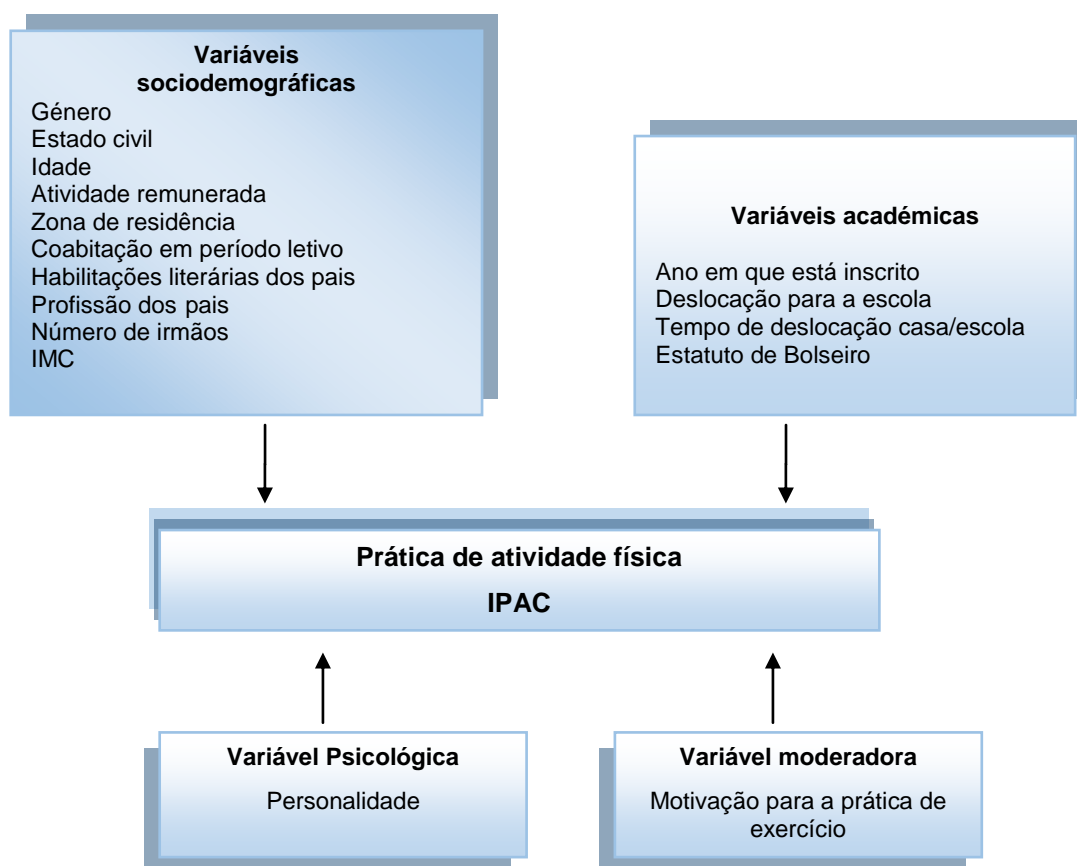 Variáveis
sociodemográficas
Género
Estado civil
Idade
Atividade remunerada
Zona de residência
Coabitação em período letivo
Habilitações literárias dos pais
Profissão dos pais
Número de irmãos
IMC
Variáveis académicas
Ano em que está inscrito
Deslocação para a escola
Tempo de deslocação casa/escola
Estatuto de Bolseiro
Prática de atividade física
IPAC
Variável Psicológica
Personalidade
Variável moderadora
Motivação para a prática de
exercício